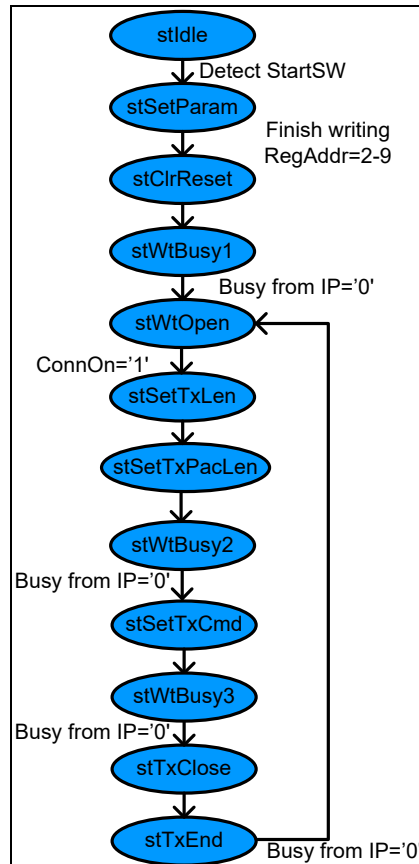 stIdle
Detect StartSW
stSetParam
Finish writing
RegAddr=2-9
stClrReset
stWtBusy1
Busy from IP='0'
stWtOpen
ConnOn='1'
stSetTxLen
stSetTxPacLen
stWtBusy2
Busy from IP='0'
stSetTxCmd
stWtBusy3
Busy from IP='0'
stTxClose
stTxEnd
Busy from IP='0'